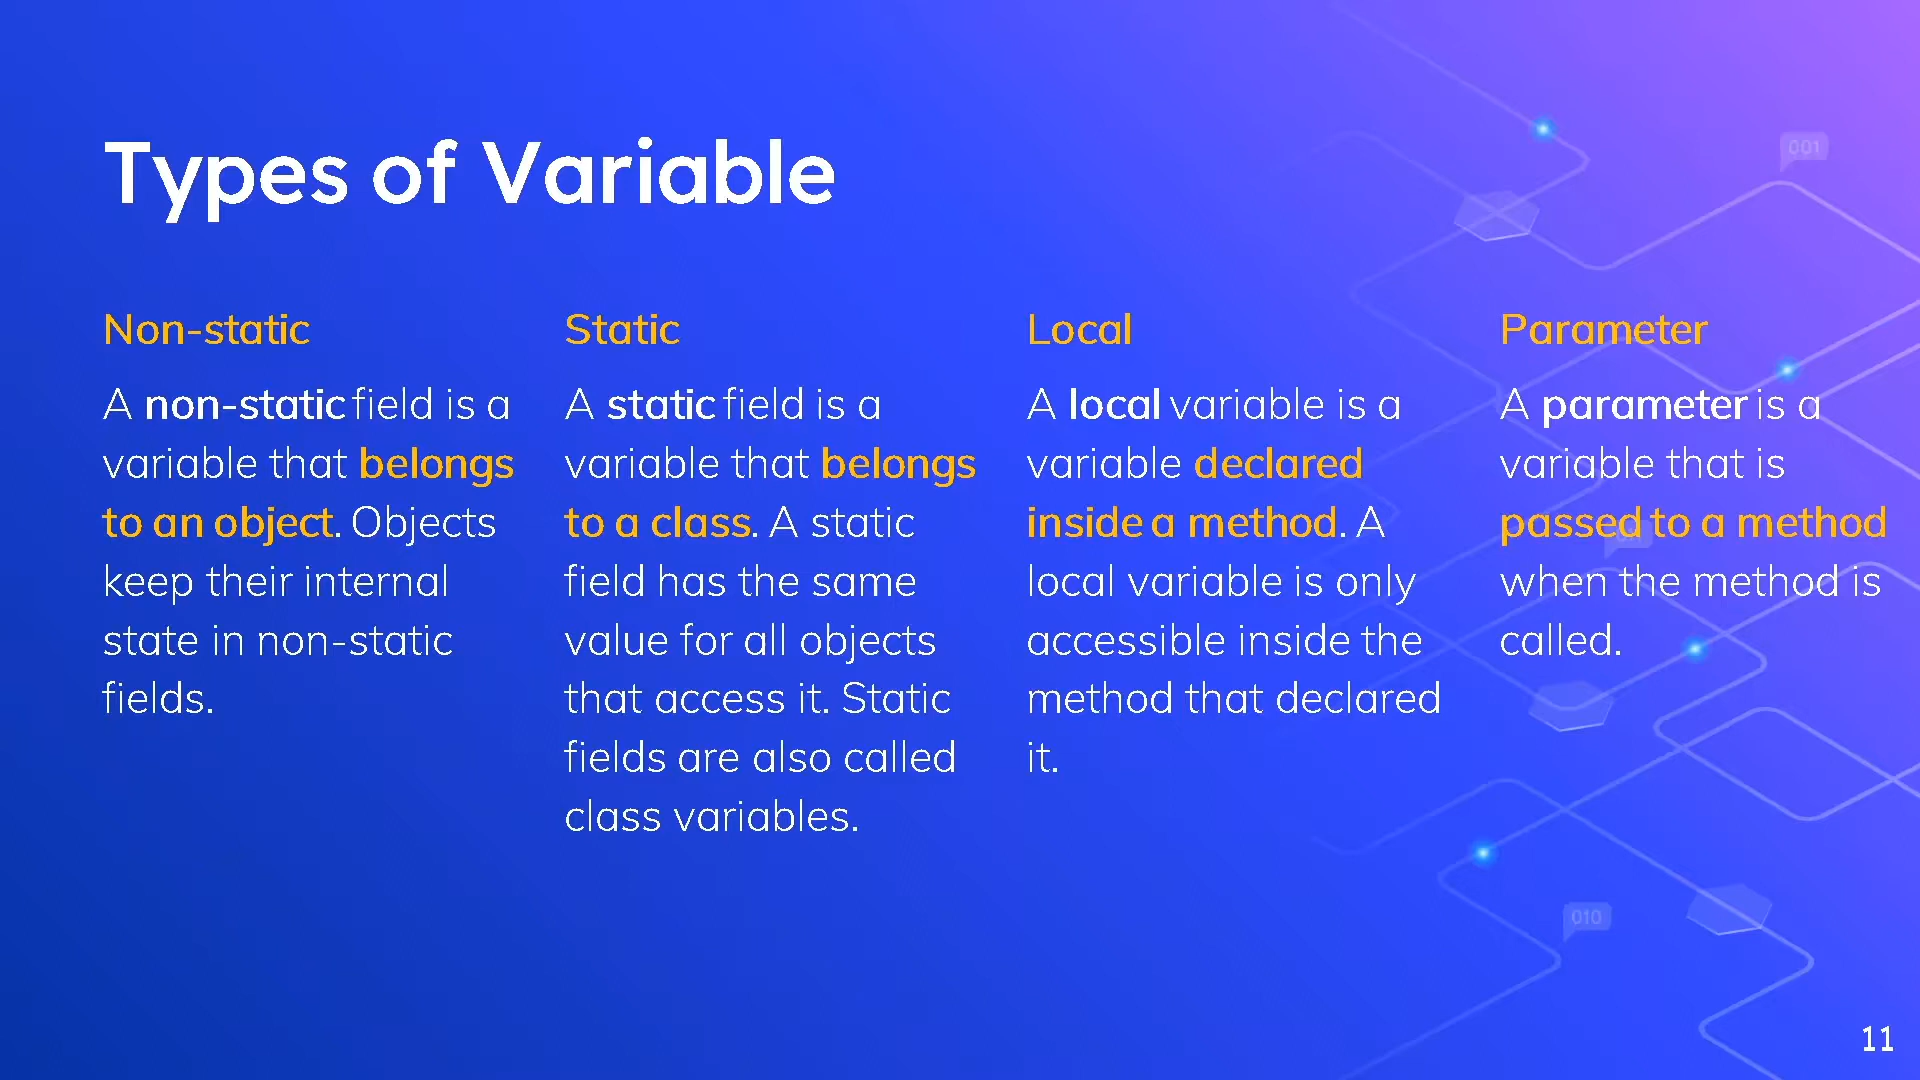 Types of Variable
Non-static
A non-static field is a
variable that belongs
to an object. Objects
keep their internal
state in non-static
fields.
Static
A static field is a
variable that belongs
to a class. A static
field has the same
value for all objects
that access it. Static
fields are also called
class variables.
Local
A local variable is a
variable declared
inside a method. A
local variable is only
accessible inside the
method that declared
it.
Parameter
A parameter is a
variable that is
passed to a method
when the method is
called.
001
010
11